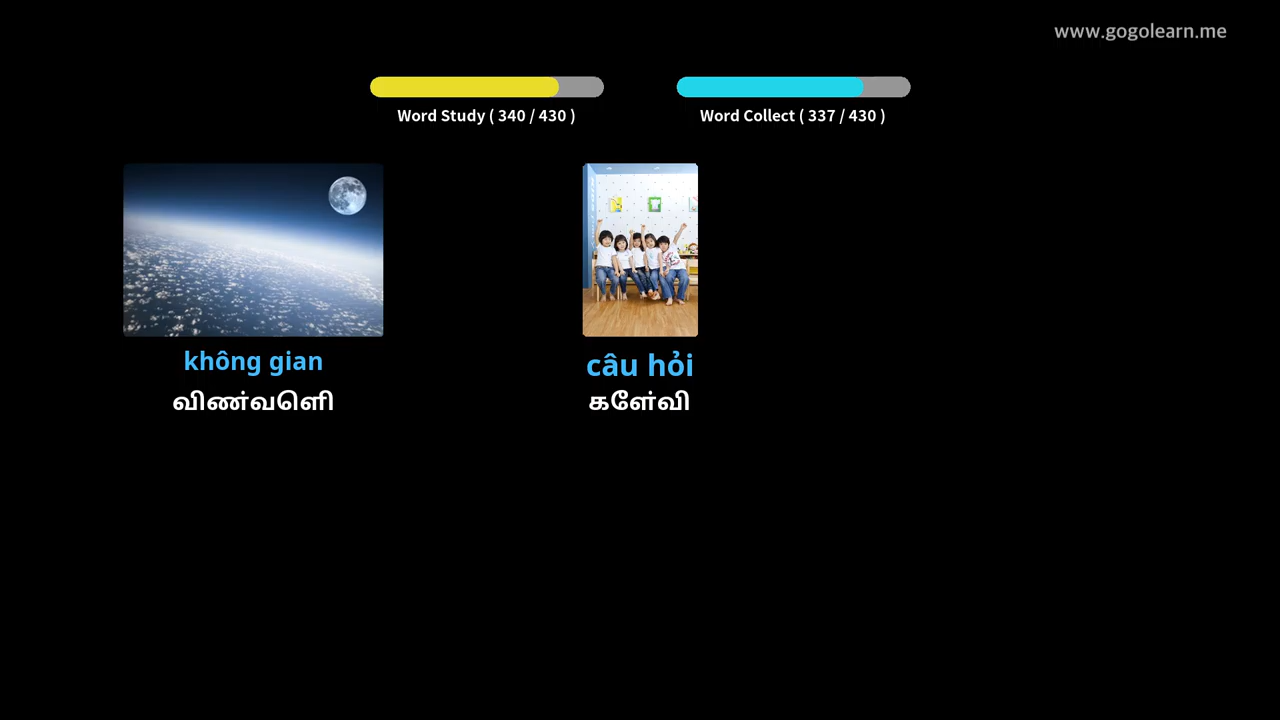 www.gogolearn.me
Word Study ( 340 / 430 )
Word Collect ( 337 / 430 )
không gian
விண்வெளி
câu hỏi
கேள்வி